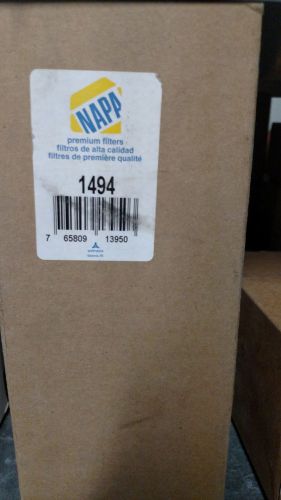 NAPA
premium filters
filtros de alta calidad
filtres de première qualité
1494
7 65809 13950